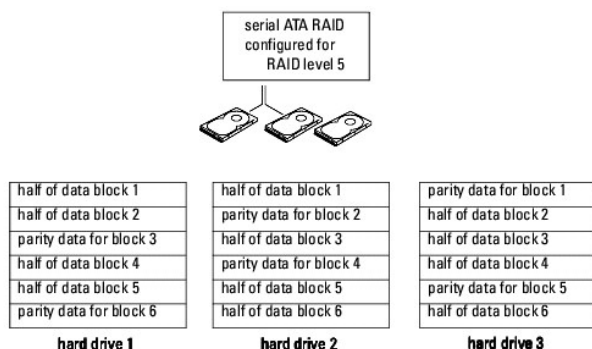 serial ATA RAID
configured for
RAID level 5
half of data block 1
half of data block 2
parity data for block 3
half of data block 4
half of data block 5
parity data for block 6
hard drive 1
half of data block 1
parity data for block 2
half of data block 3
parity data for block 4
half of data block 5
half of data block 6
hard drive 2
parity data for block 1
half of data block 2
half of data block 3
half of data block 4
parity data for block 5
half of data block 6
hard drive 3